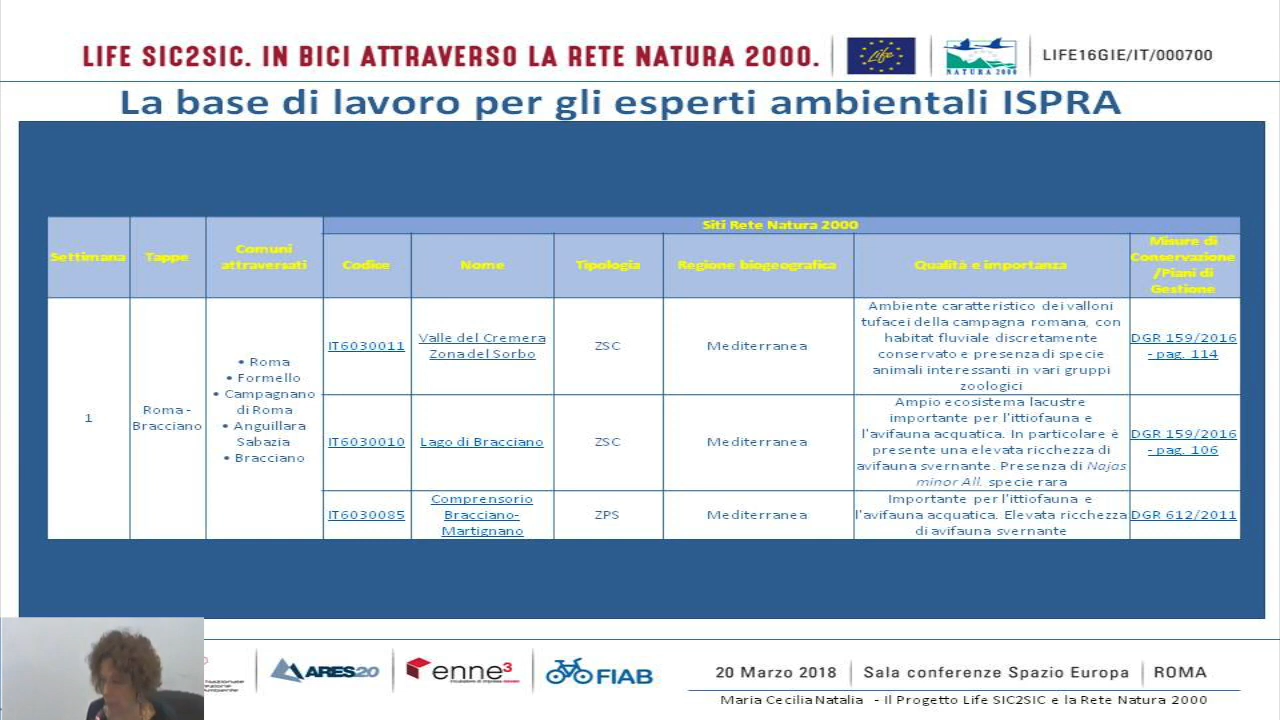 LIFE SIC2SIC. IN BICI ATTRAVERSO LA RETE NATURA 2000.
Life
NATURA 2000
LIFE16GIE/IT/000700
La base di lavoro per gli esperti ambientali ISPRA
Siti Rete Natura 2000
Settimana
Tappe
Comuni
attraversati
Codice
Nome
Tipologia
Regione biogeografica
Qualità e importanza
Misure di
Conservazione
/Piani di
Gestione
1
Roma -
Bracciano
• Roma
• Formello
• Campagnano
di Roma
• Anguillara
Sabazia
• Bracciano
IT6030011
Valle del Cremera
Zona del Sorbo
ZSC
Mediterranea
Ambiente caratteristico dei valloni
tufacei della campagna romana, con
habitat fluviale discretamente
conservato e presenza di specie
animali interessanti in vari gruppi
zoologici
DGR 159/2016
- pag. 114
IT6030010
Lago di Bracciano
ZSC
Mediterranea
Ampio ecosistema lacustre
importante per l'ittiofauna e
l'avifauna acquatica. In particolare è
presente una elevata ricchezza di
avifauna svernante. Presenza di Najas
minor All. specie rara
DGR 159/2016
- pag. 106
IT6030085
Comprensorio
Bracciano-
Martignano
ZPS
Mediterranea
Importante per l'ittiofauna e
l'avifauna acquatica. Elevata ricchezza
di avifauna svernante
DGR 612/2011
ARES20
enne3
FIAB
20 Marzo 2018
Sala conferenze Spazio Europa
ROMA
Maria Cecilia Natalia - Il Progetto Life SIC2SIC e la Rete Natura 2000